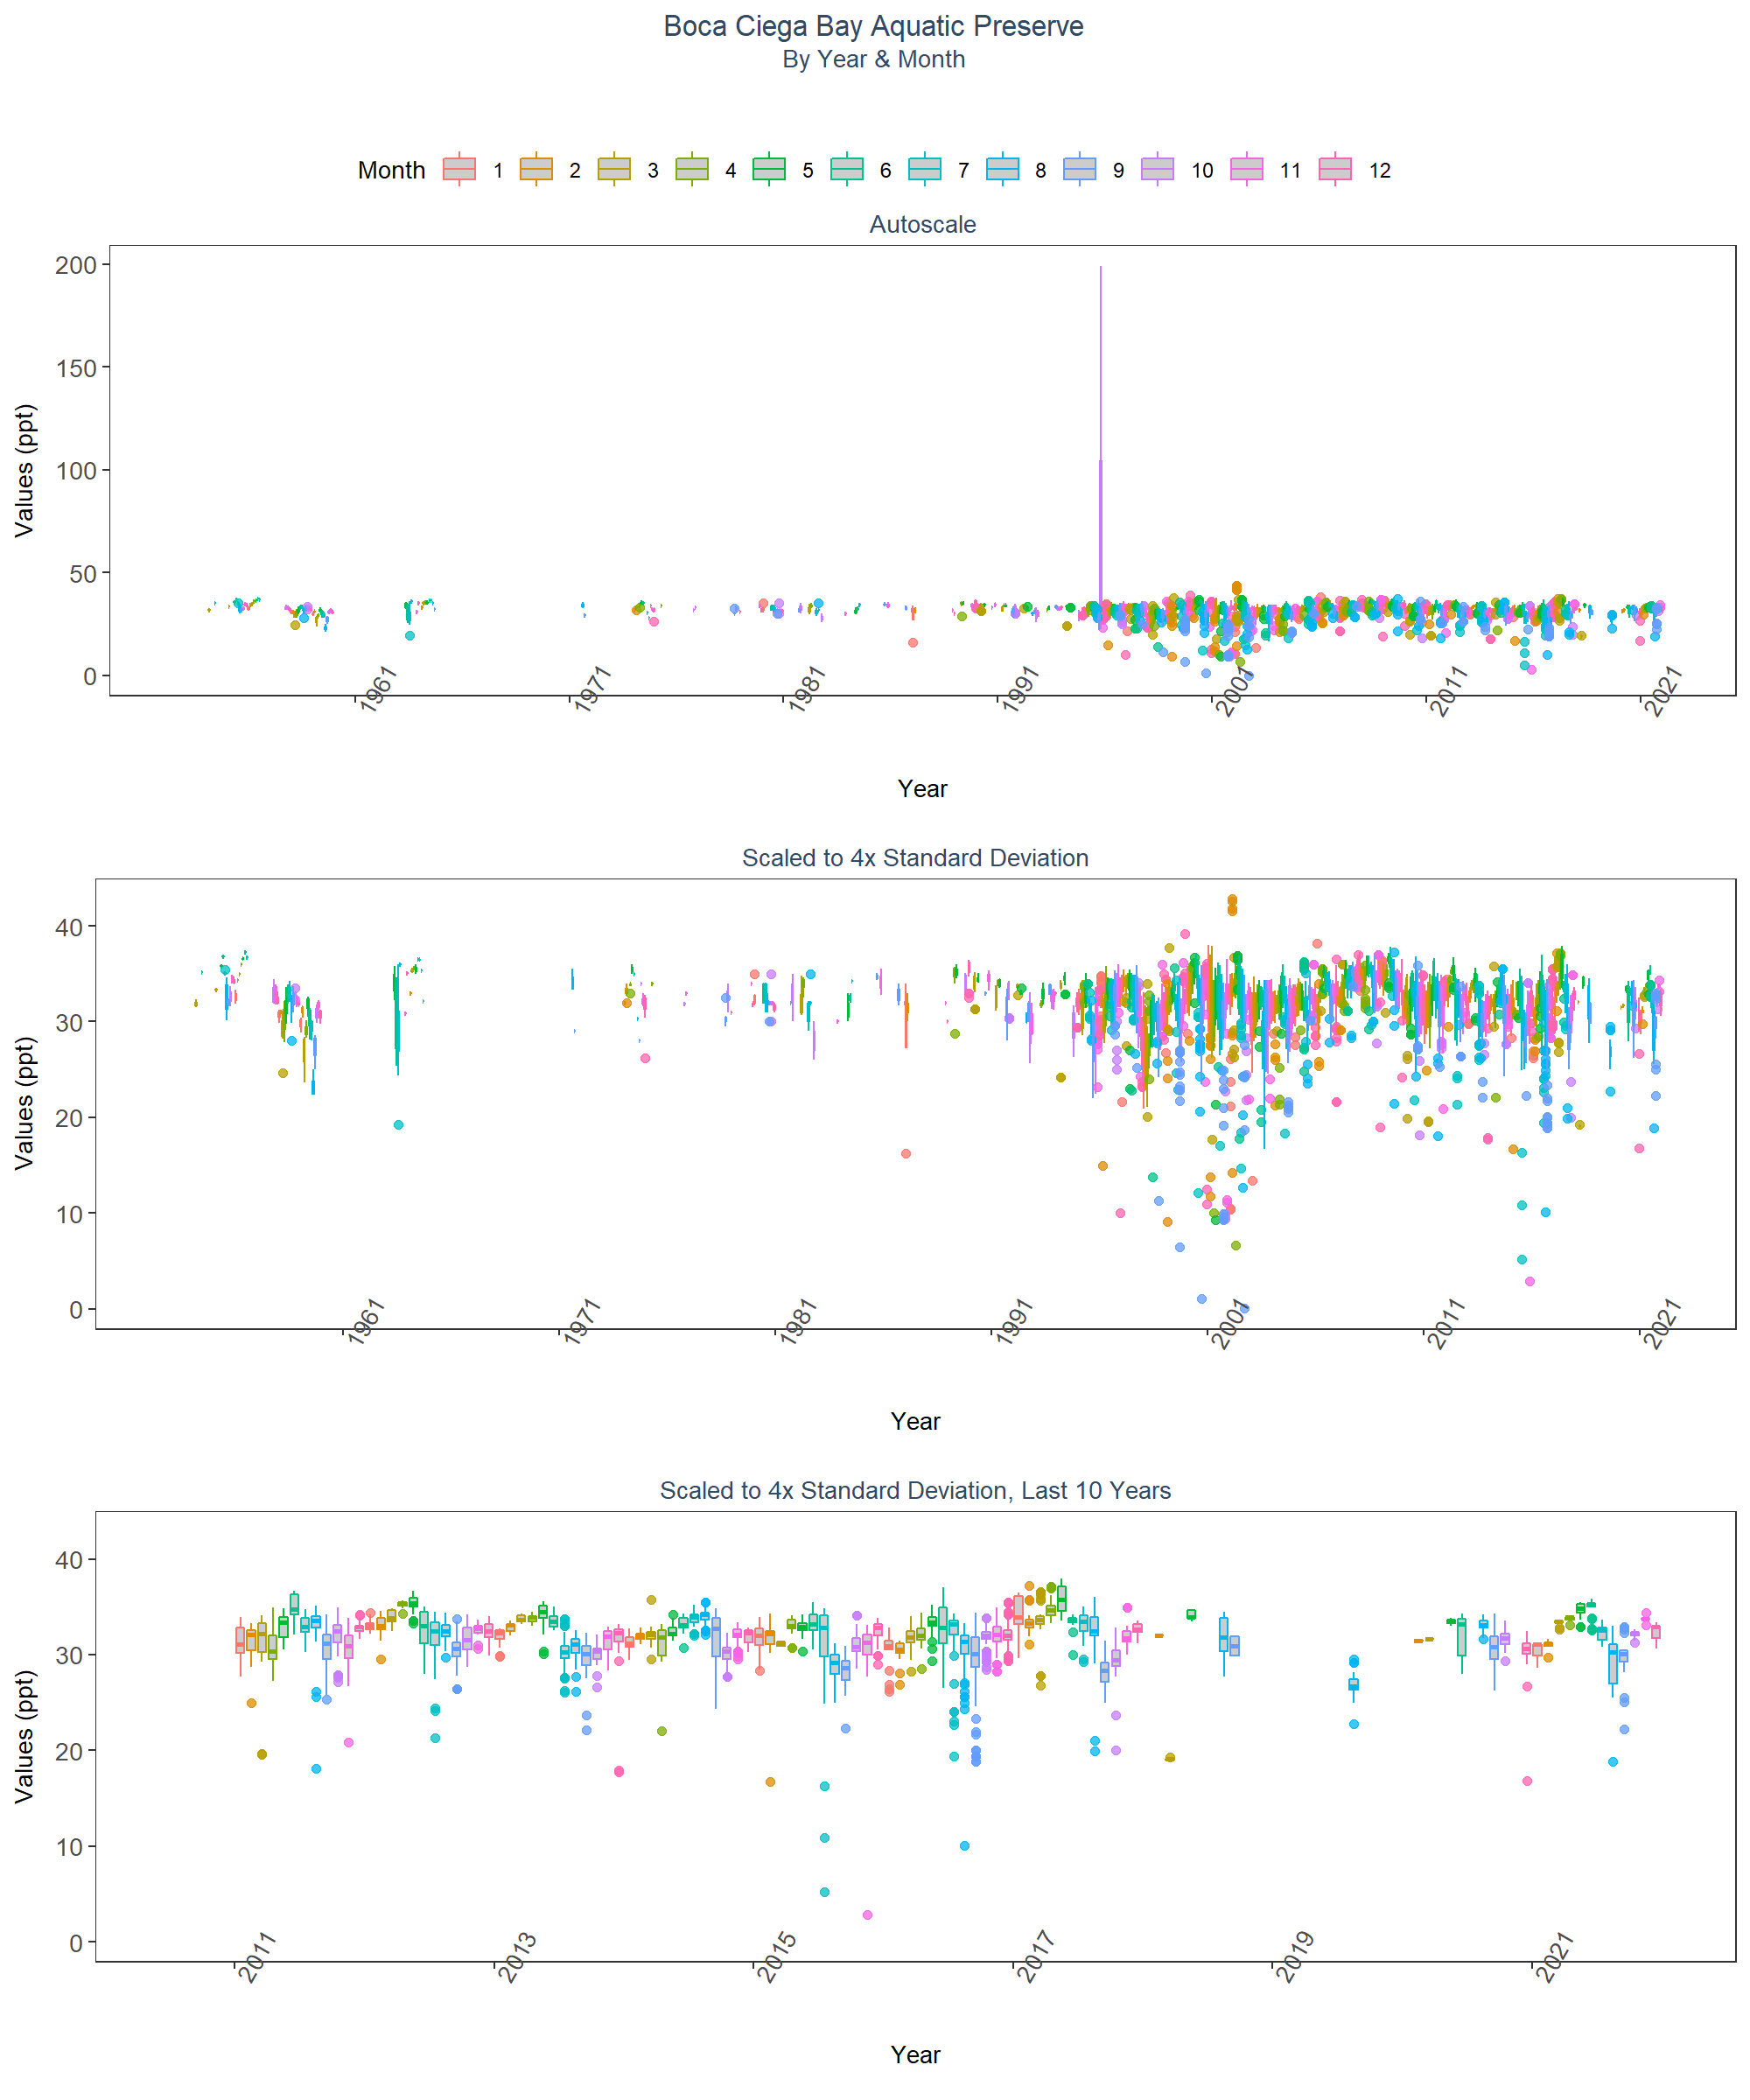 Boca Ciega Bay Aquatic Preserve
By Year & Month
Month 1 2 3 4 5 6 7 8 9 10 11 12
Autoscale
Values (ppt)
200
150
100
50
0
1961 1971 1981 1991 2001 2011 2021
Year
Scaled to 4x Standard Deviation
Values (ppt)
40
30
20
10
0
1961 1971 1981 1991 2001 2011 2021
Year
Scaled to 4x Standard Deviation, Last 10 Years
Values (ppt)
40
30
20
10
0
2011 2013 2015 2017 2019 2021
Year